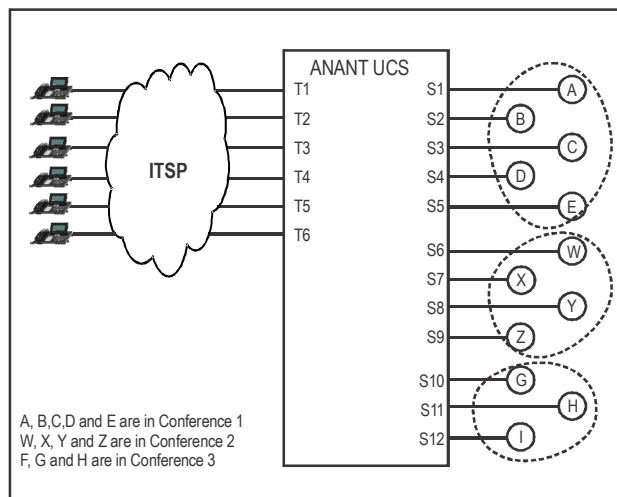 ANANT UCS
ITSP
T1
T2
T3
T4
T5
T6
S1
S2
S3
S4
S5
S6
S7
S8
S9
S10
S11
S12
A
B
C
D
E
W
X
Y
Z
G
H
I
A, B,C,D and E are in Conference 1
W, X, Y and Z are in Conference 2
F, G and H are in Conference 3